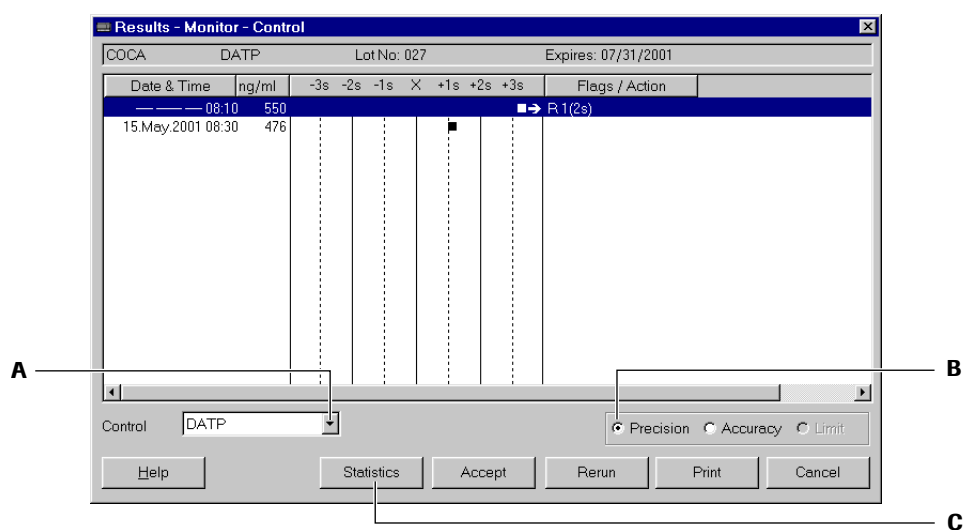 Results - Monitor - Control
COCA DATP Lot No: 027 Expires: 07/31/2001
Date & Time ng/ml -3s -2s -1s X +1s +2s +3s Flags / Action
— — — 08:10 550 R 1(2s)
15.May.2001 08:30 476
A
B
Control DATP Precision Accuracy Limit
Help Statistics Accept Rerun Print Cancel
C